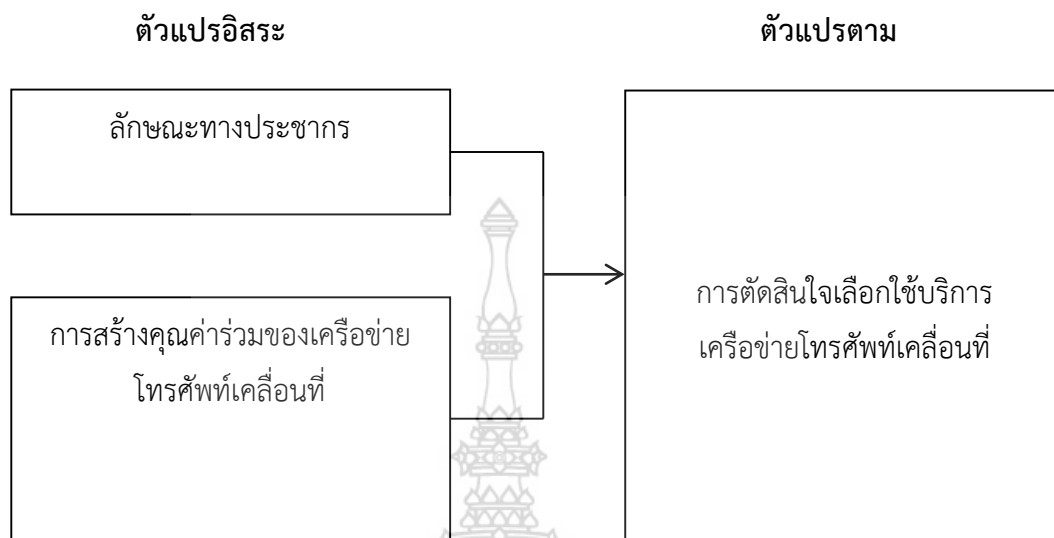 ตัวแปรอิสระ
ตัวแปรตาม
ลักษณะทางประชากร
การสร้างคุณค่าร่วมของเครือข่าย
โทรศัพท์เคลื่อนที่
การตัดสินใจเลือกใช้บริการ
เครือข่ายโทรศัพท์เคลื่อนที่